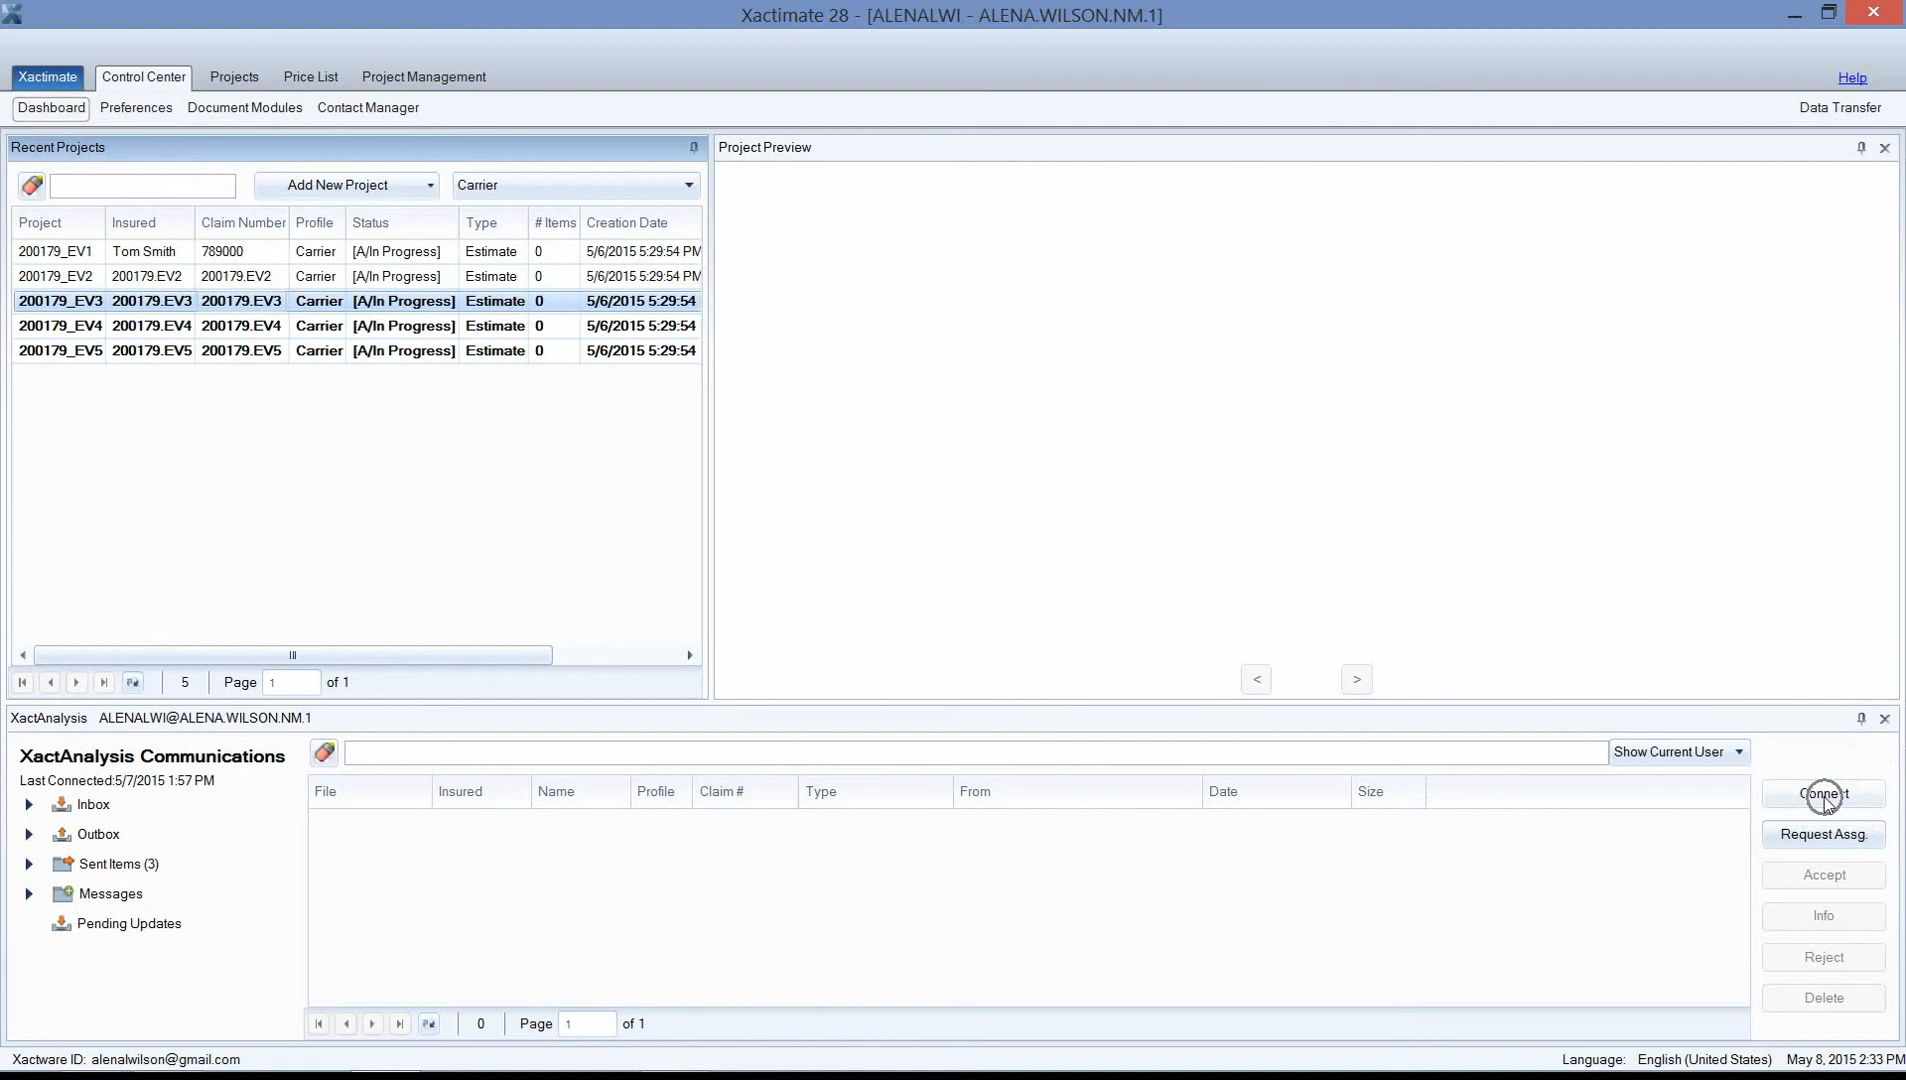 Xactimate 28 - [ALENALWI - ALENA.WILSON.NM.1]
Xactimate Control Center Projects Price List Project Management Help
Dashboard Preferences Document Modules Contact Manager Data Transfer
Recent Projects
Project Preview
Add New Project Carrier
Project Insured Claim Number Profile Status Type # Items Creation Date
200179_EV1 Tom Smith 789000 Carrier [A/In Progress] Estimate 0 5/6/2015 5:29:54 PM
200179_EV2 200179.EV2 200179.EV2 Carrier [A/In Progress] Estimate 0 5/6/2015 5:29:54 PM
200179_EV3 200179.EV3 200179.EV3 Carrier [A/In Progress] Estimate 0 5/6/2015 5:29:54
200179_EV4 200179.EV4 200179.EV4 Carrier [A/In Progress] Estimate 0 5/6/2015 5:29:54
200179_EV5 200179.EV5 200179.EV5 Carrier [A/In Progress] Estimate 0 5/6/2015 5:29:54
5 Page 1 of 1
< >
XactAnalysis ALENALWI@ALENA.WILSON.NM.1
XactAnalysis Communications
Last Connected:5/7/2015 1:57 PM
Inbox
Outbox
Sent Items (3)
Messages
Pending Updates
Show Current User
File Insured Name Profile Claim # Type From Date Size
Connect
Request Assg.
Accept
Info
Reject
Delete
0 Page 1 of 1
Xactware ID: alenalwilson@gmail.com Language: English (United States) May 8, 2015 2:33 PM